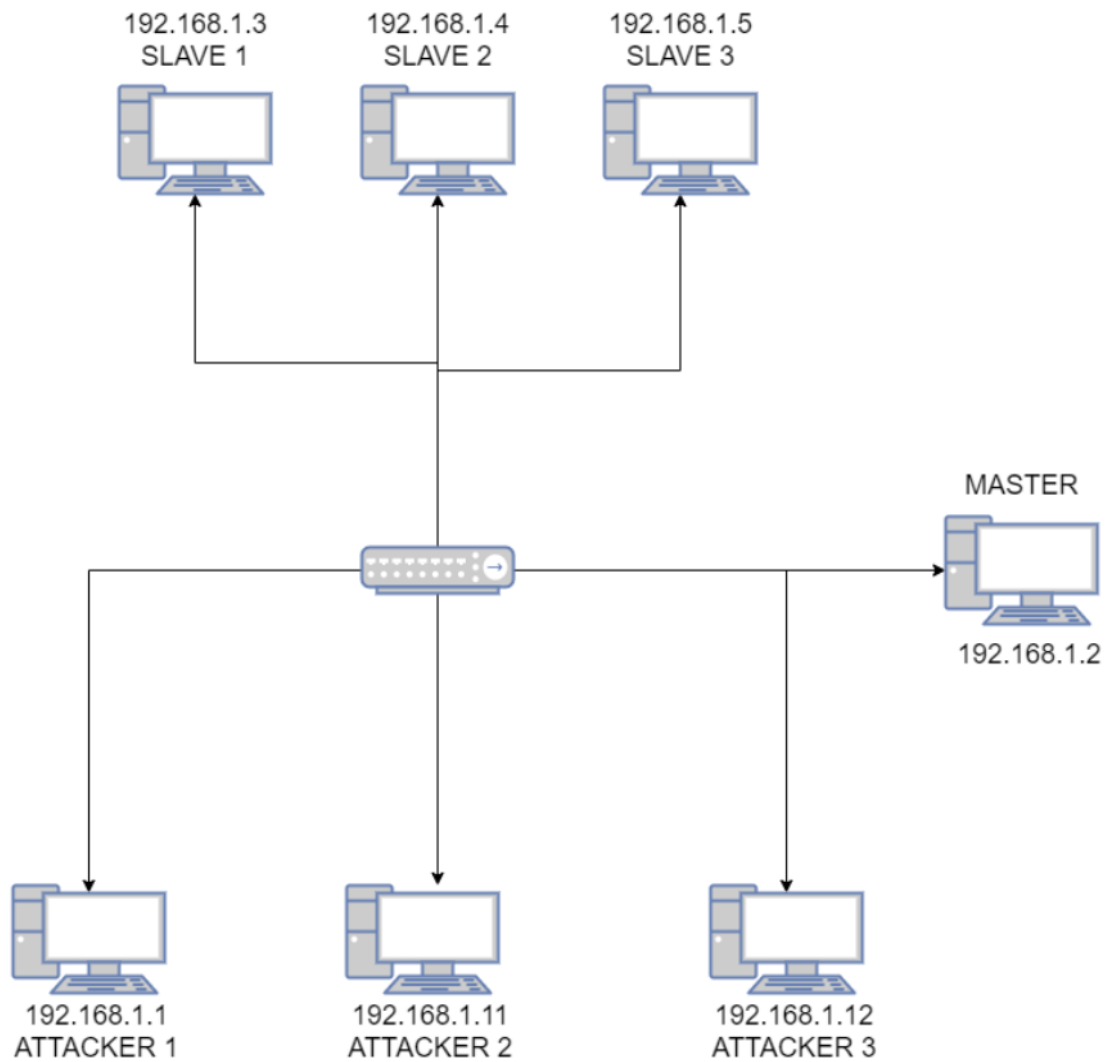 192.168.1.3
SLAVE 1
192.168.1.4
SLAVE 2
192.168.1.5
SLAVE 3
MASTER
192.168.1.2
192.168.1.1
ATTACKER 1
192.168.1.11
ATTACKER 2
192.168.1.12
ATTACKER 3